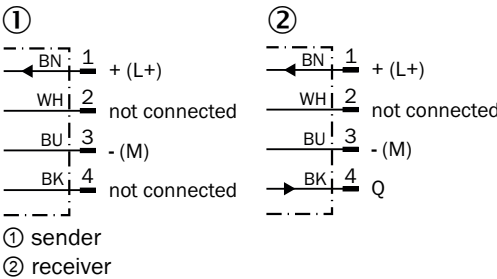 ①
BN 1 + (L+)
WH 2 not connected
BU 3 - (M)
BK 4 not connected
②
BN 1 + (L+)
WH 2 not connected
BU 3 - (M)
BK 4 Q
① sender
② receiver